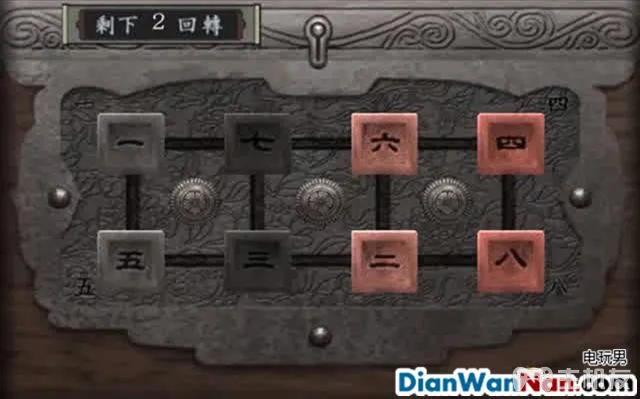 剩下 2 回轉
一 四
一 七 六 四
五 三 二 八
五 八
电玩男
DianWanNan.com